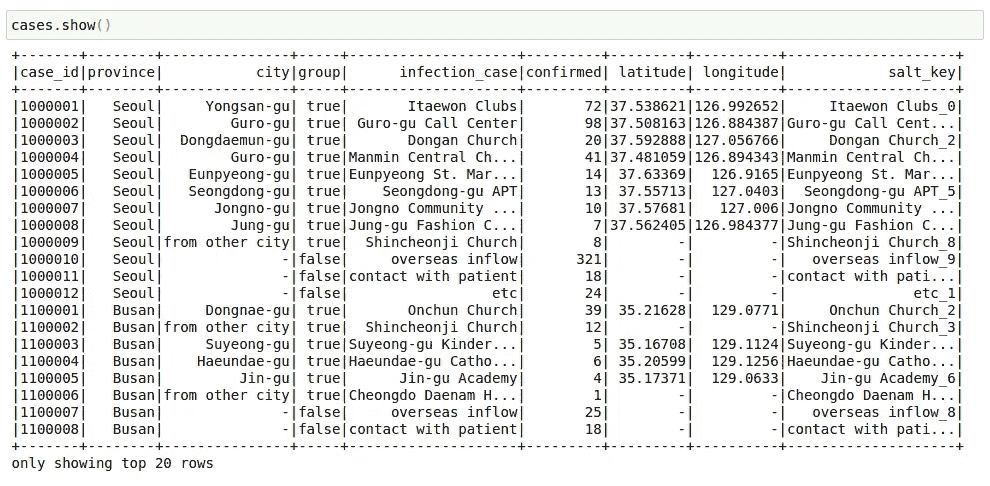 cases.show()
+-------+--------+---------------+-----+--------------------+---------+---------+----------+--------------------+
|case_id|province|           city|group|      infection_case|confirmed| latitude| longitude|            salt_key|
+-------+--------+---------------+-----+--------------------+---------+---------+----------+--------------------+
|1000001|   Seoul|     Yongsan-gu| true|       Itaewon Clubs|       72|37.538621|126.992652|     Itaewon Clubs_0|
|1000002|   Seoul|        Guro-gu| true| Guro-gu Call Center|       98|37.508163|126.884387|Guro-gu Call Cent...|
|1000003|   Seoul|  Dongdaemun-gu| true|       Dongan Church|       20|37.592888|127.056766|     Dongan Church_2|
|1000004|   Seoul|        Guro-gu| true|Manmin Central Ch...|       41|37.481059|126.894343|Manmin Central Ch...|
|1000005|   Seoul|   Eunpyeong-gu| true|Eunpyeong St. Mar...|       14| 37.63369|  126.9165|Eunpyeong St. Mar...|
|1000006|   Seoul|   Seongdong-gu| true|    Seongdong-gu APT|       13| 37.55713|  127.0403|  Seongdong-gu APT_5|
|1000007|   Seoul|      Jongno-gu| true|Jongno Community ...|       10| 37.57681|   127.006|Jongno Community ...|
|1000008|   Seoul|        Jung-gu| true|Jung-gu Fashion C...|        7|37.562405|126.984377|Jung-gu Fashion C...|
|1000009|   Seoul|from other city| true|  Shincheonji Church|        8|        -|         -|Shincheonji Church_8|
|1000010|   Seoul|              -|false|     overseas inflow|      321|        -|         -|   overseas inflow_9|
|1000011|   Seoul|              -|false|contact with patient|       18|        -|         -|contact with pati...|
|1000012|   Seoul|              -|false|                 etc|       24|        -|         -|               etc_1|
|1100001|   Busan|     Dongnae-gu| true|       Onchun Church|       39| 35.21628|  129.0771|     Onchun Church_2|
|1100002|   Busan|from other city| true|  Shincheonji Church|       12|        -|         -|Shincheonji Church_3|
|1100003|   Busan|     Suyeong-gu| true|Suyeong-gu Kinder...|        5| 35.16708|  129.1124|Suyeong-gu Kinder...|
|1100004|   Busan|    Haeundae-gu| true|Haeundae-gu Catho...|        6| 35.20599|  129.1256|Haeundae-gu Catho...|
|1100005|   Busan|         Jin-gu| true|      Jin-gu Academy|        4| 35.17371|  129.0633|    Jin-gu Academy_6|
|1100006|   Busan|from other city| true|Cheongdo Daenam H...|        1|        -|         -|Cheongdo Daenam H...|
|1100007|   Busan|              -|false|     overseas inflow|       25|        -|         -|   overseas inflow_8|
|1100008|   Busan|              -|false|contact with patient|       18|        -|         -|contact with pati...|
+-------+--------+---------------+-----+--------------------+---------+---------+----------+--------------------+
only showing top 20 rows